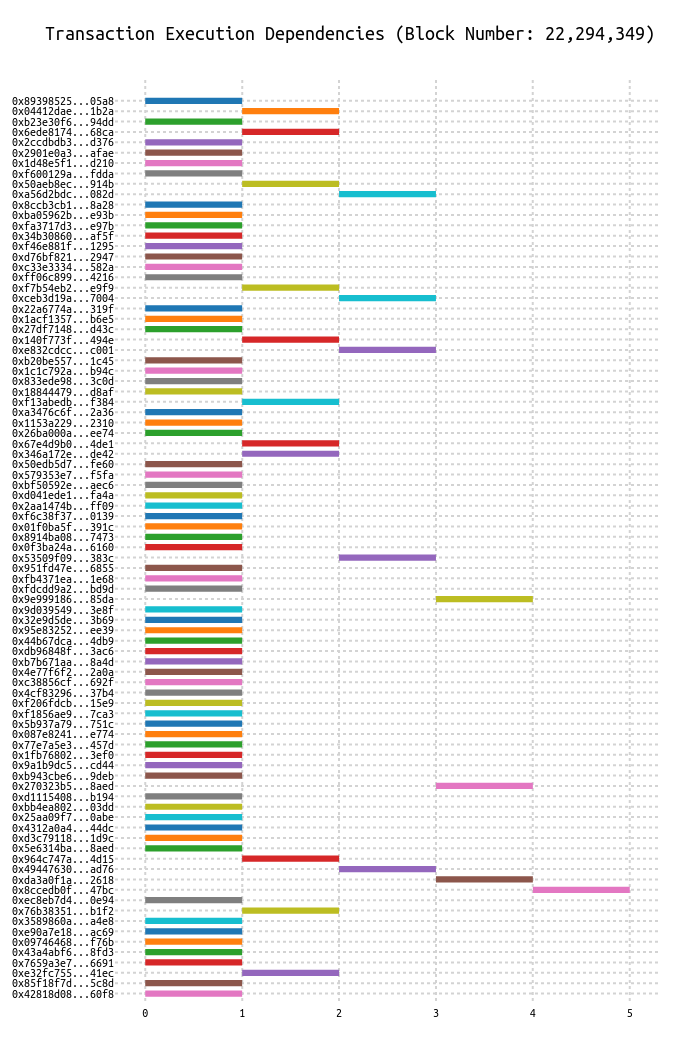 Transaction Execution Dependencies (Block Number: 22,294,349)
0x89398525...05a8
0x04412dae...1b2a
0xb23e30f6...94dd
0x6ede8174...68ca
0x2ccdbdb3...d376
0x2901e0a3...afae
0x1d48e5f1...d210
0xf600129a...fdda
0x50aeb8ec...914b
0xa56d2bdc...082d
0x8ccb3cb1...8a28
0xba05962b...e93b
0xfa3717d3...e97b
0x34b30860...af5f
0xf46e881f...1295
0xd76bf821...2947
0xc33e3334...582a
0xff06c899...4216
0xf7b54eb2...e9f9
0xceb3d19a...7004
0x22a6774a...319f
0x1acf1357...b6e5
0x27df7148...d43c
0x140f773f...494e
0xe832cdcc...c001
0xb20be557...1c45
0x1c1c792a...b94c
0x833ede98...3c0d
0x18844479...d8af
0xf13abedb...f384
0xa3476c6f...2a36
0x1153a229...2310
0x26ba000a...ee74
0x67e4d9b0...4de1
0x346a172e...de42
0x50edb5d7...fe60
0x579353e7...f5fa
0xbf50592e...aec6
0xd041ede1...fa4a
0x2aa1474b...ff09
0xf6c38f37...0139
0x01f0ba5f...391c
0x8914ba08...7473
0x0f3ba24a...6160
0x53509f09...383c
0x951fd47e...6855
0xfb4371ea...1e68
0xfdcdd9a2...bd9d
0x9e999186...85da
0x9d039549...3e8f
0x32e9d5de...3b69
0x95e83252...ee39
0x44b67dca...4db9
0xdb96848f...3ac6
0xb7b671aa...8a4d
0x4e77f6f2...2a0a
0xc38856cf...692f
0x4cf83296...37b4
0xf206fdcb...15e9
0xf1856ae9...7ca3
0x5b937a79...751c
0x087e8241...e774
0x77e7a5e3...457d
0x1fb76802...3ef0
0x9a1b9dc5...cd44
0xb943cbe6...9deb
0x270323b5...8aed
0xd1115408...b194
0xbb4ea802...03dd
0x25aa09f7...0abe
0x4312a0a4...44dc
0xd3c79118...1d9c
0x5e6314ba...8aed
0x964c747a...4d15
0x49447630...ad76
0xda3a0f1a...2618
0x8ccedb0f...47bc
0xec8eb7d4...0e94
0x76b38351...b1f2
0x3589860a...a4e8
0xe90a7e18...ac69
0x09746468...f76b
0x43a4abf6...8fd3
0x7659a3e7...6691
0xe32fc755...41ec
0x85f18f7d...5c8d
0x42818d08...60f8
0 1 2 3 4 5